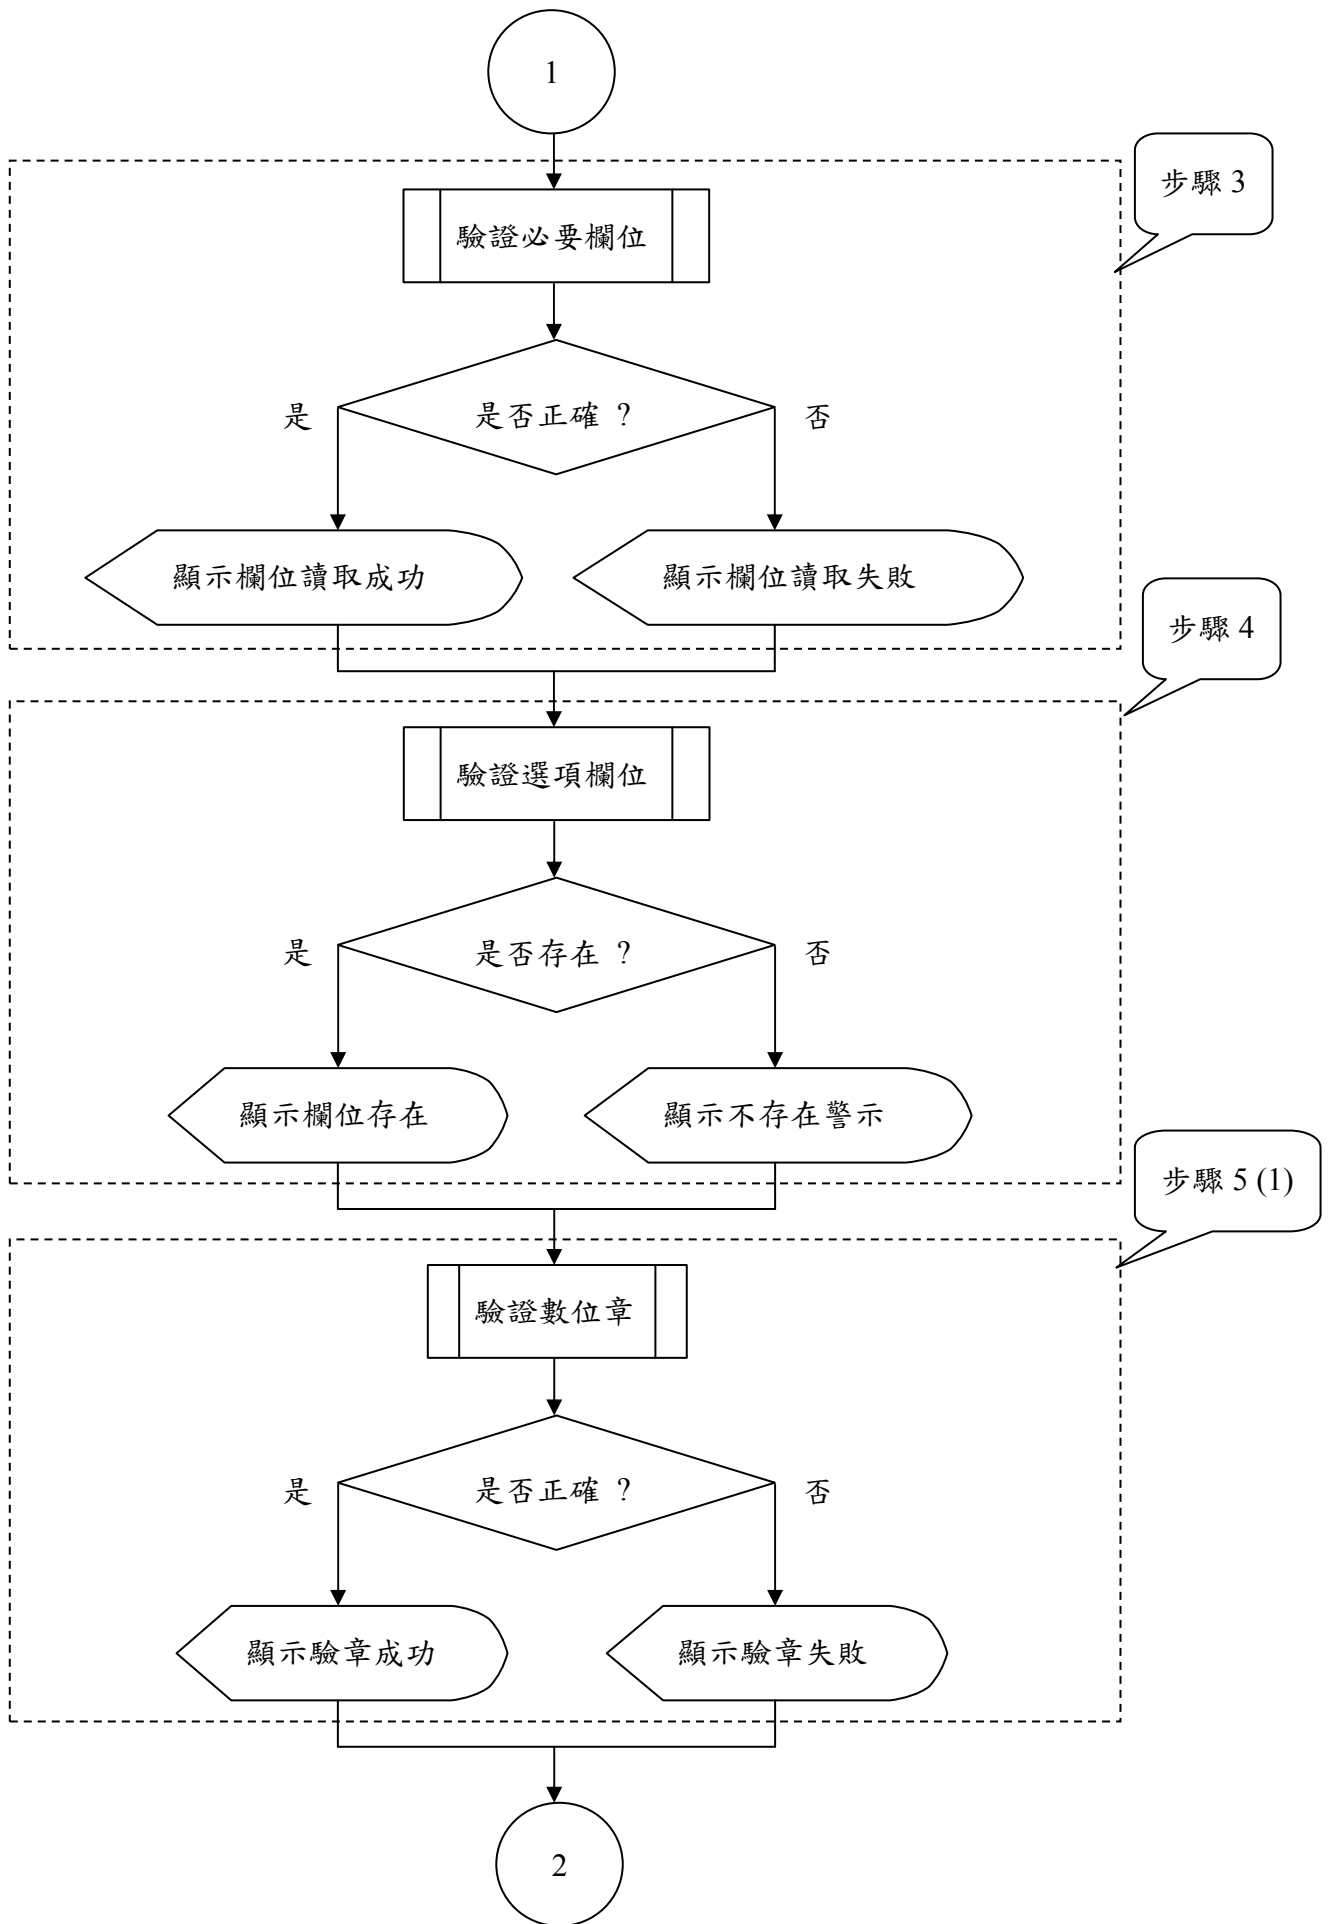 1
步驟 3
驗證必要欄位
是
是否正確 ?
否
顯示欄位讀取成功
顯示欄位讀取失敗
步驟 4
驗證選項欄位
是
是否存在 ?
否
顯示欄位存在
顯示不存在警示
步驟 5 (1)
驗證數位章
是
是否正確 ?
否
顯示驗章成功
顯示驗章失敗
2